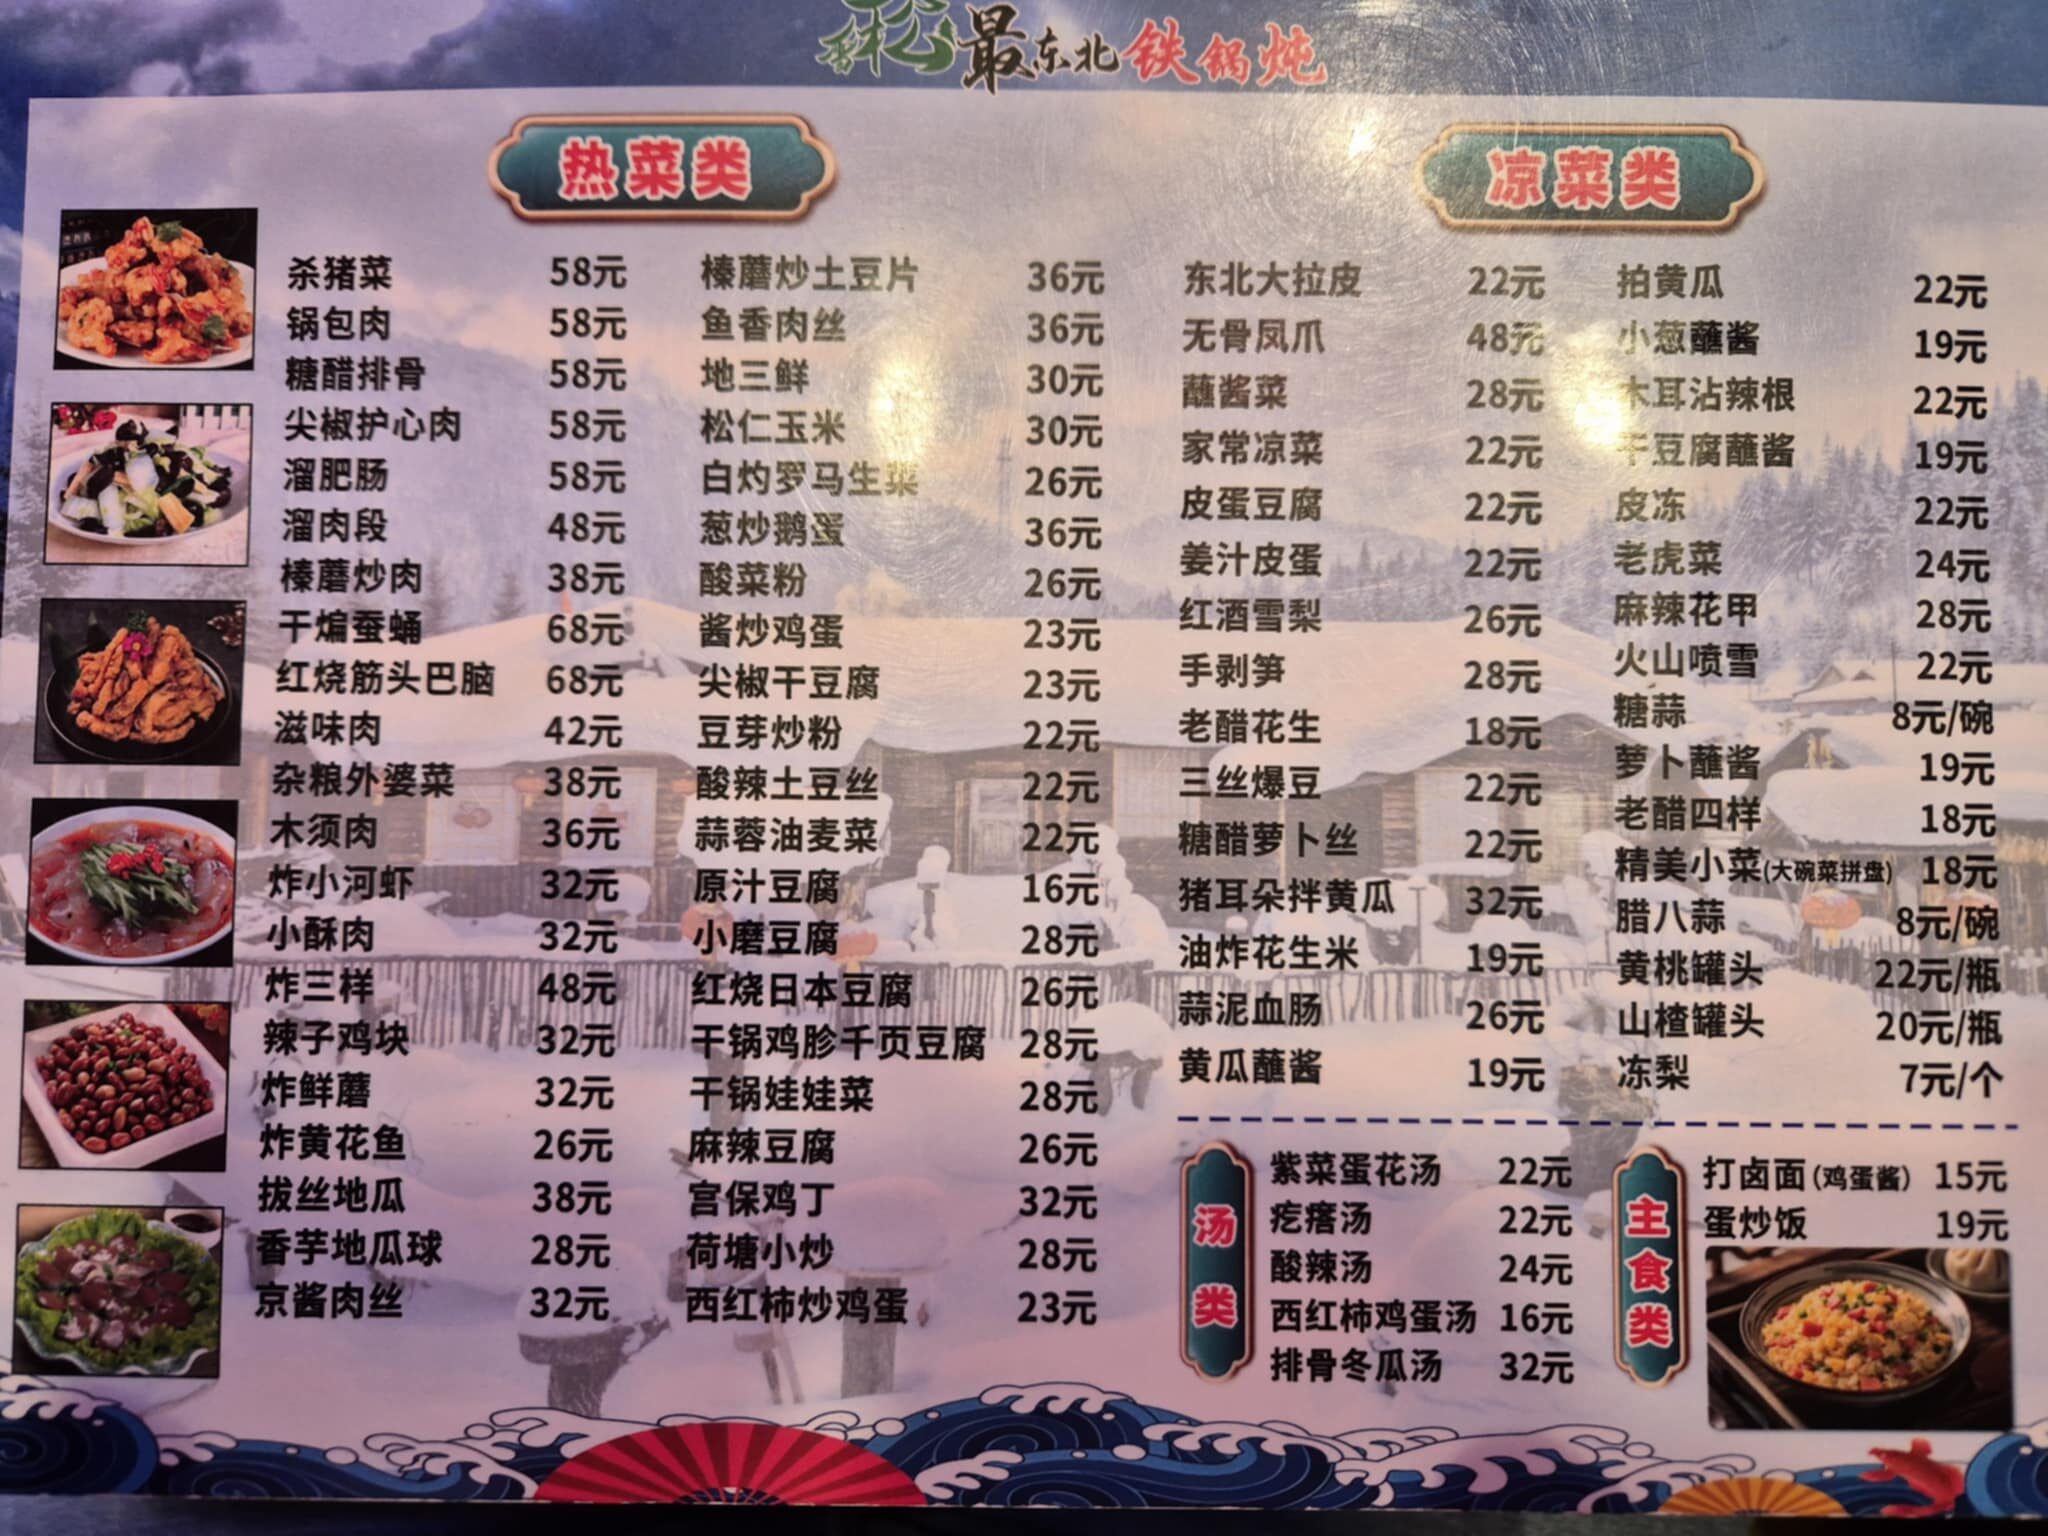 香松最东北铁锅炖
热菜类
杀猪菜 58元
锅包肉 58元
糖醋排骨 58元
尖椒护心肉 58元
溜肥肠 58元
溜肉段 48元
榛蘑炒肉 38元
干煸蚕蛹 68元
红烧筋头巴脑 68元
滋味肉 42元
杂粮外婆菜 38元
木须肉 36元
炸小河虾 32元
小酥肉 32元
炸三样 48元
辣子鸡块 32元
炸鲜蘑 32元
炸黄花鱼 26元
拔丝地瓜 38元
香芋地瓜球 28元
京酱肉丝 32元
榛蘑炒土豆片 36元
鱼香肉丝 36元
地三鲜 30元
松仁玉米 30元
白灼罗马生菜 26元
葱炒鹅蛋 36元
酸菜粉 26元
酱炒鸡蛋 23元
尖椒干豆腐 23元
豆芽炒粉 22元
酸辣土豆丝 22元
蒜蓉油麦菜 22元
原汁豆腐 16元
小磨豆腐 28元
红烧日本豆腐 26元
干锅鸡胗千页豆腐 28元
干锅娃娃菜 28元
麻辣豆腐 26元
宫保鸡丁 32元
荷塘小炒 28元
西红柿炒鸡蛋 23元
凉菜类
东北大拉皮 22元
无骨凤爪 48元
蘸酱菜 28元
家常凉菜 22元
皮蛋豆腐 22元
姜汁皮蛋 22元
红酒雪梨 26元
手剥笋 28元
老醋花生 18元
三丝爆豆 22元
糖醋萝卜丝 22元
猪耳朵拌黄瓜 32元
油炸花生米 19元
蒜泥血肠 26元
黄瓜蘸酱 19元
拍黄瓜 22元
小葱蘸酱 19元
木耳沾辣根 22元
干豆腐蘸酱 19元
皮冻 22元
老虎菜 24元
麻辣花甲 28元
火山喷雪 22元
糖蒜 8元/碗
萝卜蘸酱 19元
老醋四样 18元
精美小菜(大碗菜拼盘) 18元
腊八蒜 8元/碗
黄桃罐头 22元/瓶
山楂罐头 20元/瓶
冻梨 7元/个
汤类
紫菜蛋花汤 22元
疙瘩汤 22元
酸辣汤 24元
西红柿鸡蛋汤 16元
排骨冬瓜汤 32元
主食类
打卤面(鸡蛋酱) 15元
蛋炒饭 19元